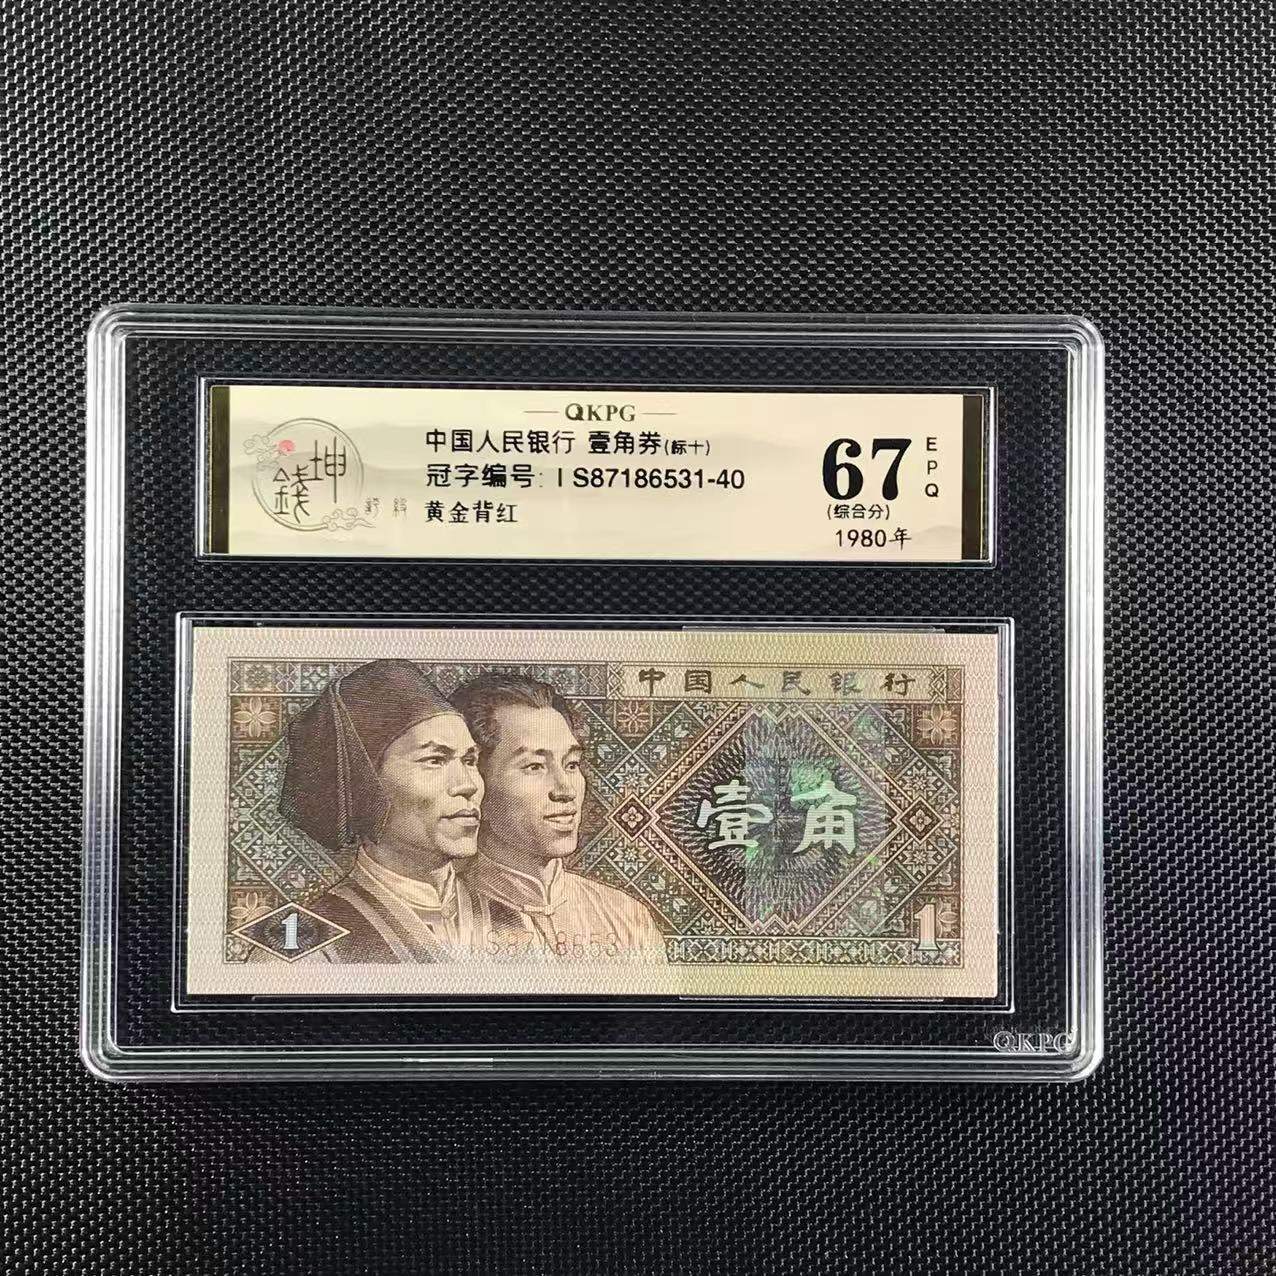 QKPG
中国人民银行 壹角券(标十)
冠字编号: IS87186531-40
黄金背红
錢坤
67
EPQ
(综合分)
1980年
中国人民银行
壹角
1
1
QKPG